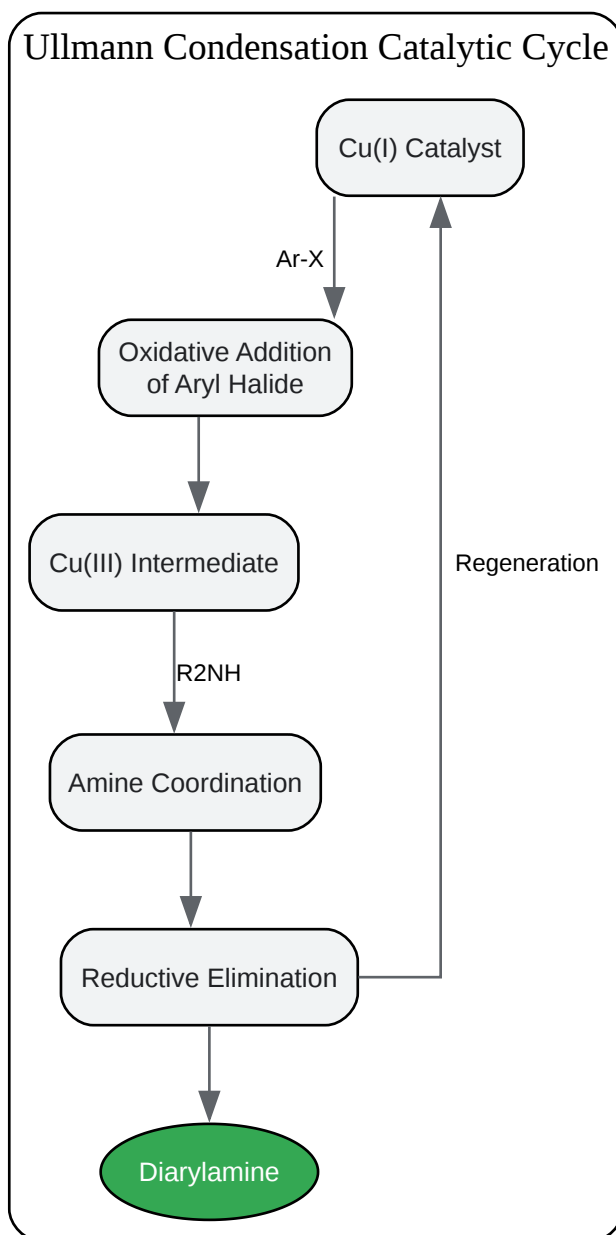 Ullmann Condensation Catalytic Cycle
Cu(I) Catalyst
Ar-X
Oxidative Addition
of Aryl Halide
Cu(III) Intermediate
Regeneration
R2NH
Amine Coordination
Reductive Elimination
Diarylamine